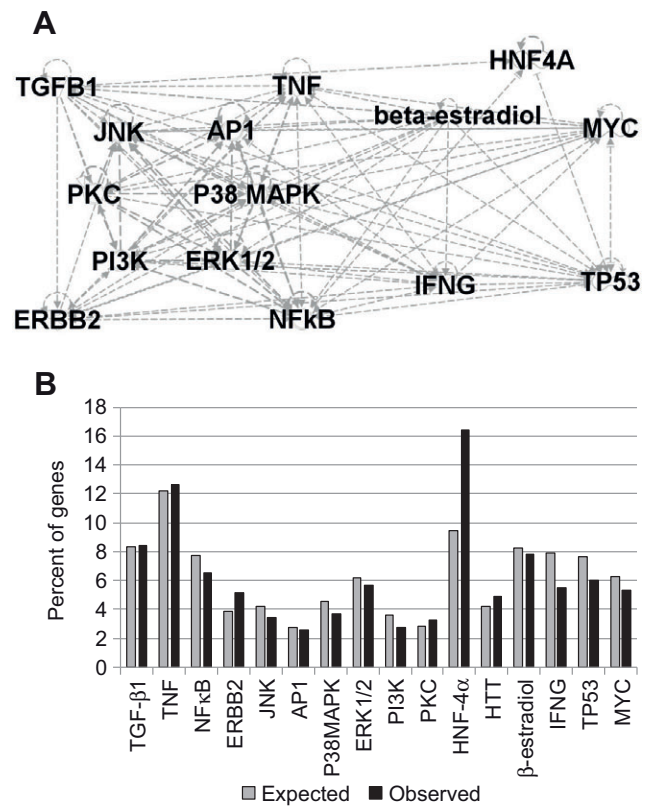 A
HNF4A
TGFB1 TNF
beta-estradiol
JNK AP1 MYC
PKC P38 MAPK
PI3K ERK1/2
IFNG TP53
ERBB2 NFkB
B
18
16
14
12
10
8
6
4
2
0
Percent of genes
TGF-β1
TNF
NFκB
ERBB2
JNK
AP1
P38MAPK
ERK1/2
PI3K
PKC
HNF-4α
HTT
β-estradiol
IFNG
TP53
MYC
Expected Observed